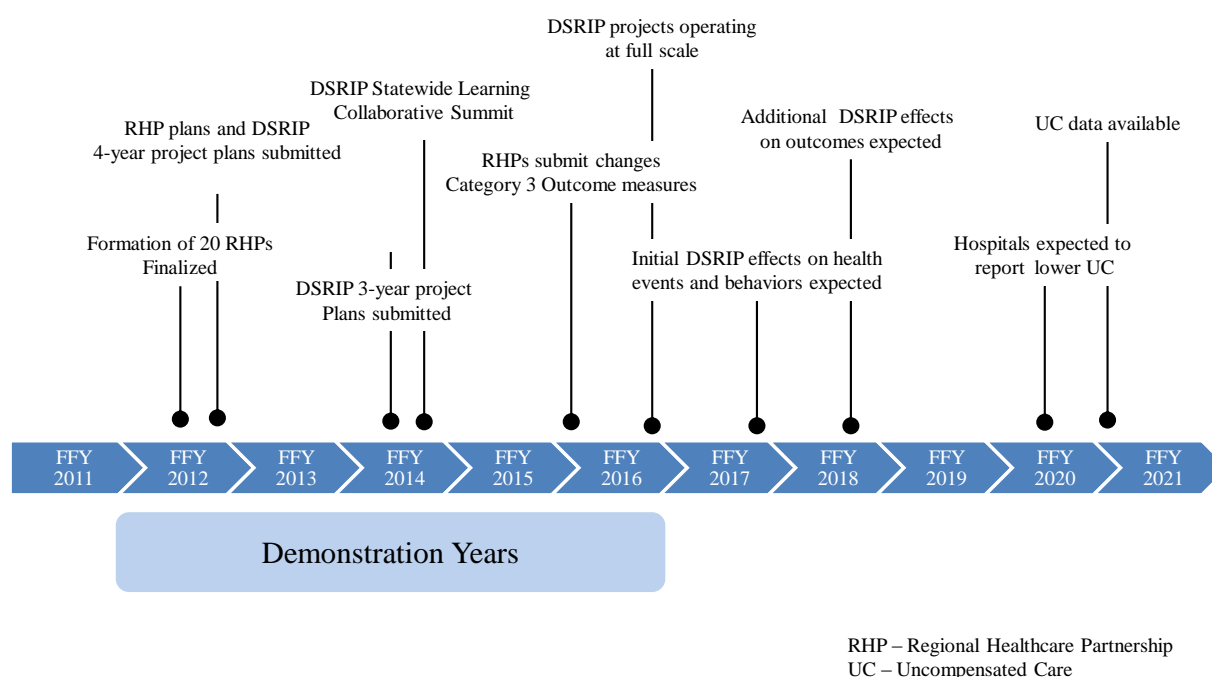 DSRIP projects operating
at full scale
DSRIP Statewide Learning
Collaborative Summit
Additional DSRIP effects
on outcomes expected
UC data available
RHP plans and DSRIP
4-year project plans submitted
RHPs submit changes
Category 3 Outcome measures
Formation of 20 RHPs
Finalized
Hospitals expected to
report lower UC
Initial DSRIP effects on health
events and behaviors expected
DSRIP 3-year project
Plans submitted
FFY
2011
FFY
2012
FFY
2013
FFY
2014
FFY
2015
FFY
2016
FFY
2017
FFY
2018
FFY
2019
FFY
2020
FFY
2021
Demonstration Years
RHP – Regional Healthcare Partnership
UC – Uncompensated Care